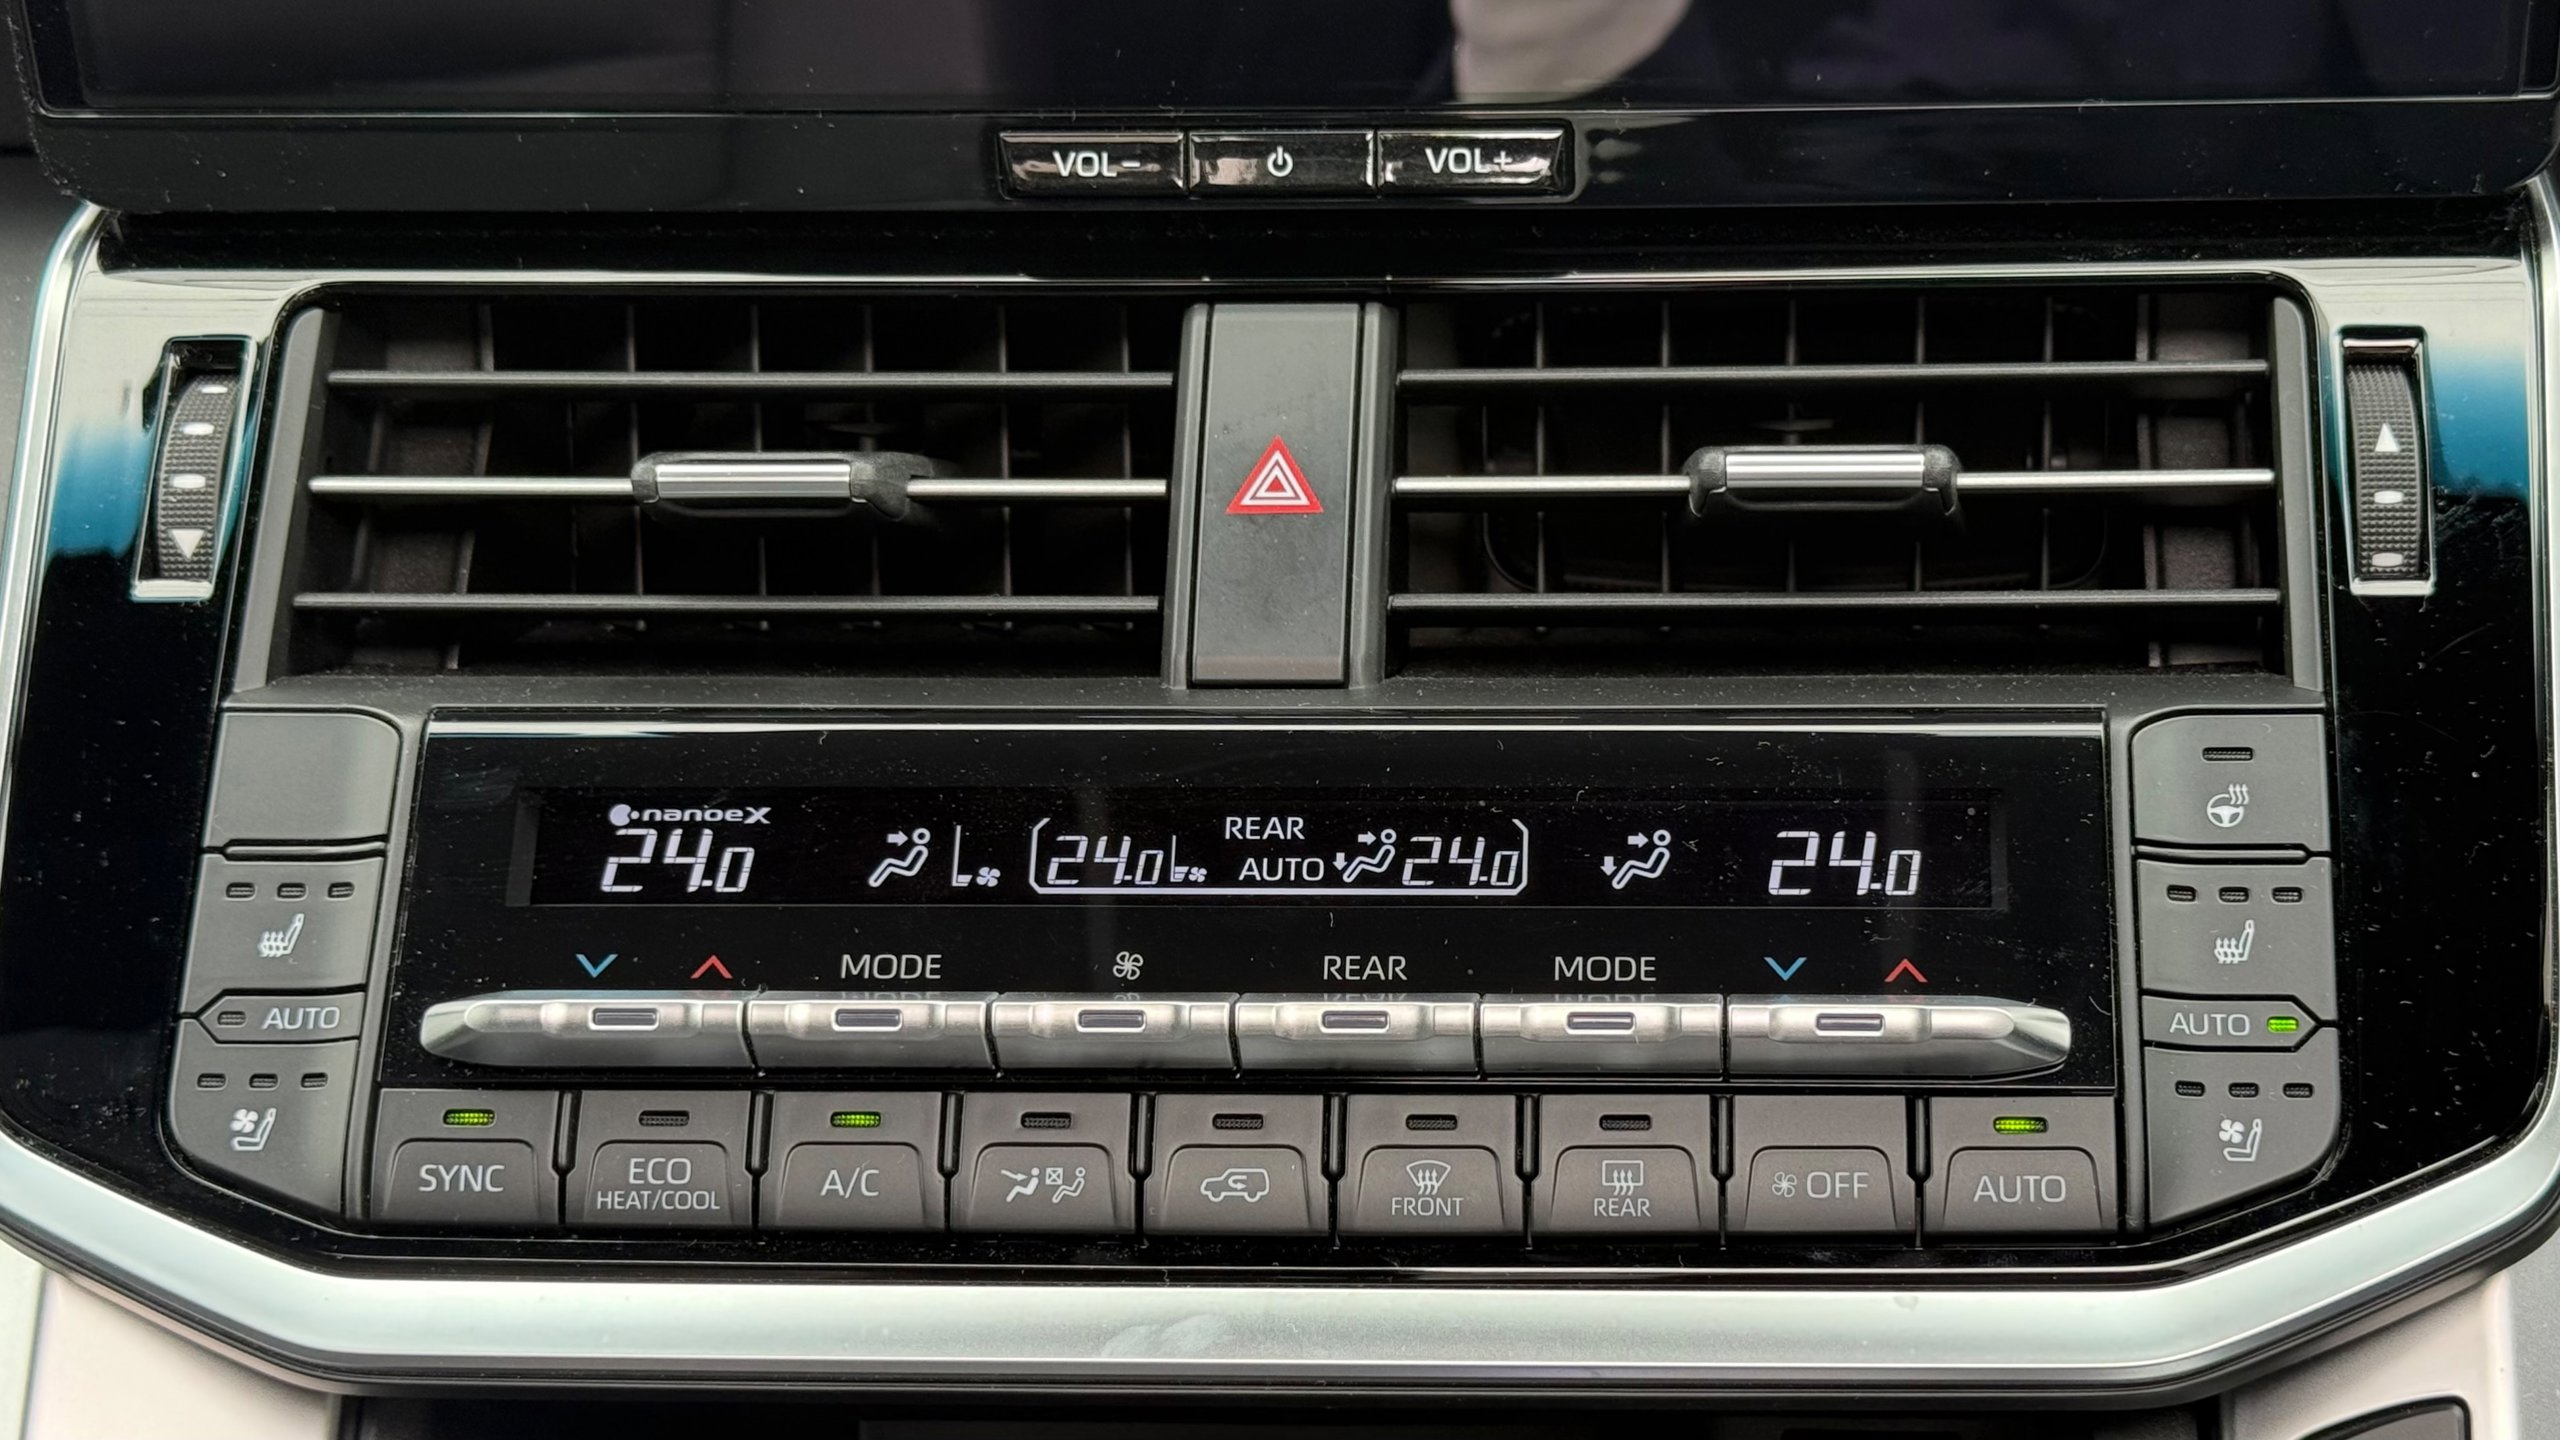 VOL− VOL+
nanoeX
24.0 24.0 REAR AUTO 24.0 24.0
MODE REAR MODE
AUTO AUTO
SYNC ECO HEAT/COOL A/C FRONT REAR OFF AUTO